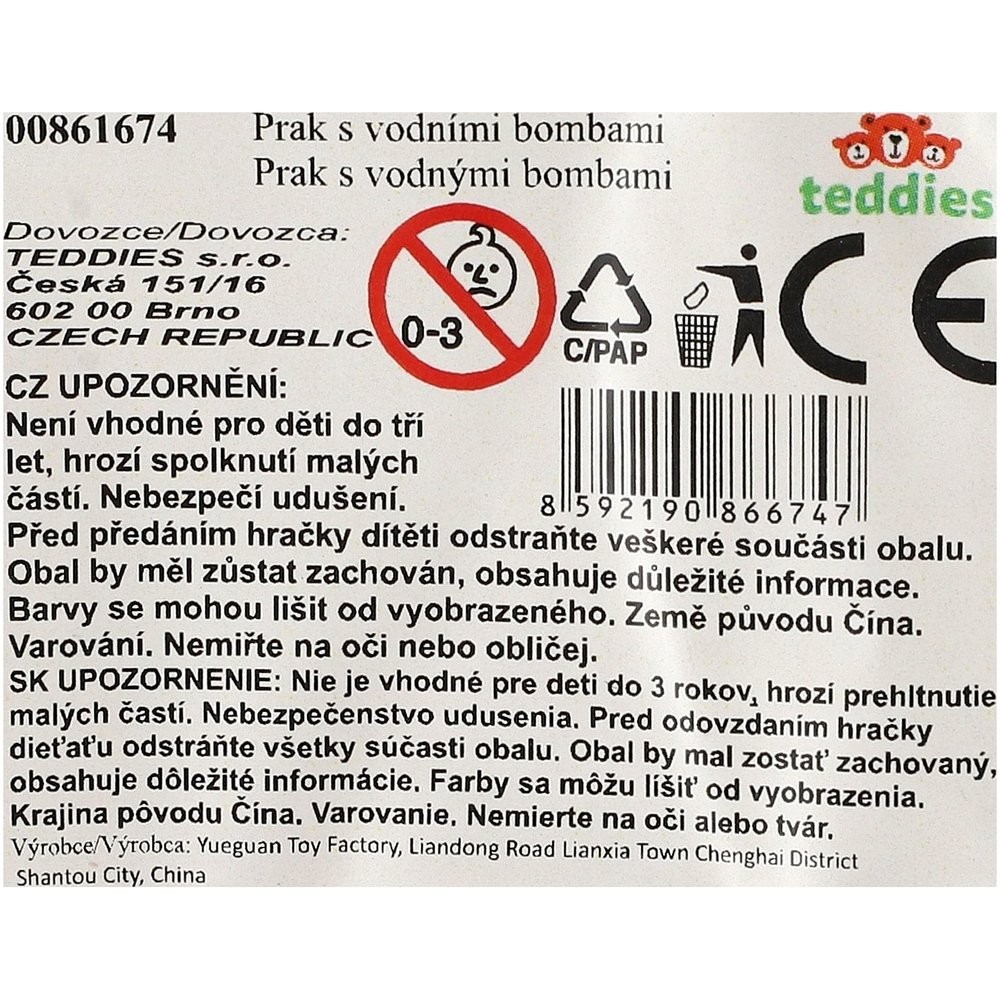 00861674 Prak s vodními bombami
Prak s vodnými bombami
teddies
Dovozce/Dovozca:
TEDDIES s.r.o.
Česká 151/16
602 00 Brno
CZECH REPUBLIC
0-3
C/PAP
CE
CZ UPOZORNĚNÍ:
Není vhodné pro děti do tří
let, hrozí spolknutí malých
částí. Nebezpečí udušení.
8 592190 866747
Před předáním hračky dítěti odstraňte veškeré součásti obalu.
Obal by měl zůstat zachován, obsahuje důležité informace.
Barvy se mohou lišit od vyobrazeného. Země původu Čína.
Varování. Nemiřte na oči nebo obličej.
SK UPOZORNENIE: Nie je vhodné pre deti do 3 rokov, hrozí prehltnutie
malých častí. Nebezpečenstvo udusenia. Pred odovzdaním hračky
dieťaťu odstráňte všetky súčasti obalu. Obal by mal zostať zachovaný,
obsahuje dôležité informácie. Farby sa môžu líšiť od vyobrazenia.
Krajina pôvodu Čína. Varovanie. Nemierte na oči alebo tvár.
Výrobce/Výrobca: Yueguan Toy Factory, Liandong Road Lianxia Town Chenghai District
Shantou City, China